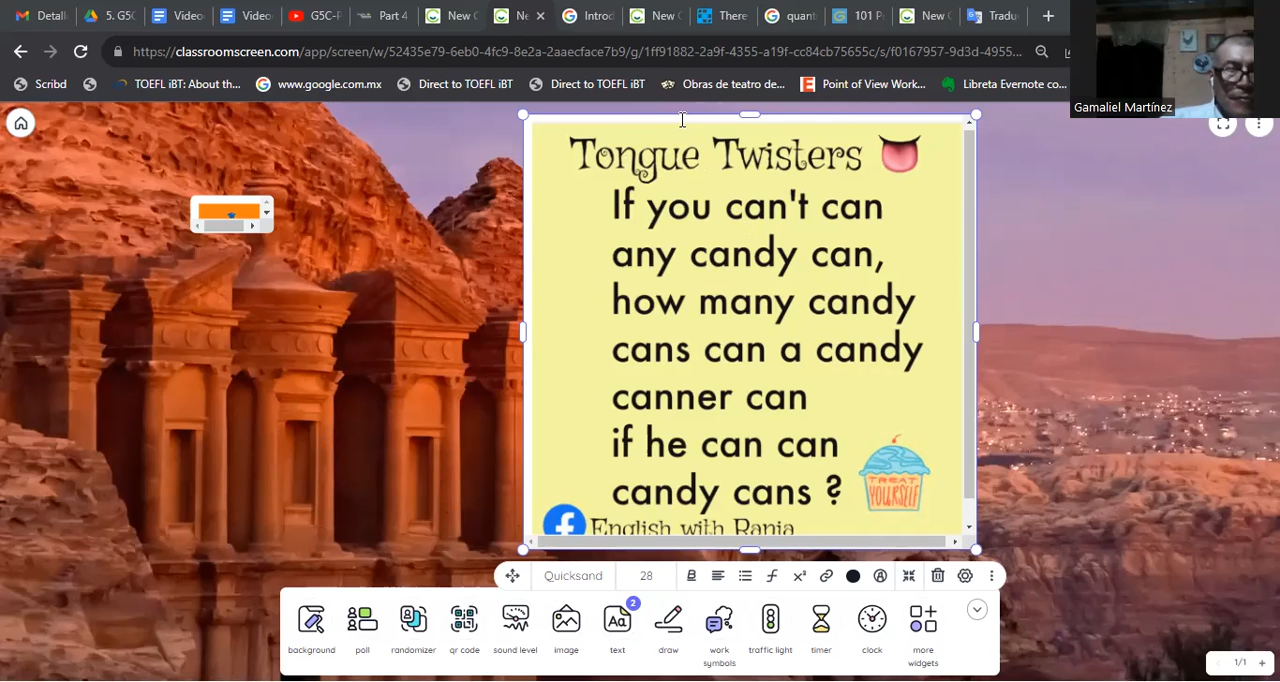 Detall
5. G5C
Video
Video
G5C-P
Part 4
New C
Ne
Introd
New C
There
quant
101 P
New C
Tradu
https://classroomscreen.com/app/screen/w/52435e79-6eb0-4fc9-8e2a-2aaecface7b9/g/1ff91882-2a9f-4355-a19f-cc84cb75655c/s/f0167957-9d3d-4955...
Scribd
TOEFL iBT: About th...
www.google.com.mx
Direct to TOEFL iBT
Direct to TOEFL iBT
Obras de teatro de...
Point of View Work...
Libreta Evernote co...
Gamaliel Martínez
Tongue Twisters
If you can't can
any candy can,
how many candy
cans can a candy
canner can
if he can can
candy cans ?
TREAT
YOURSELF
English with Rania
Quicksand 28
2
background poll randomizer qr code sound level image text draw work symbols traffic light timer clock more widgets
1/1